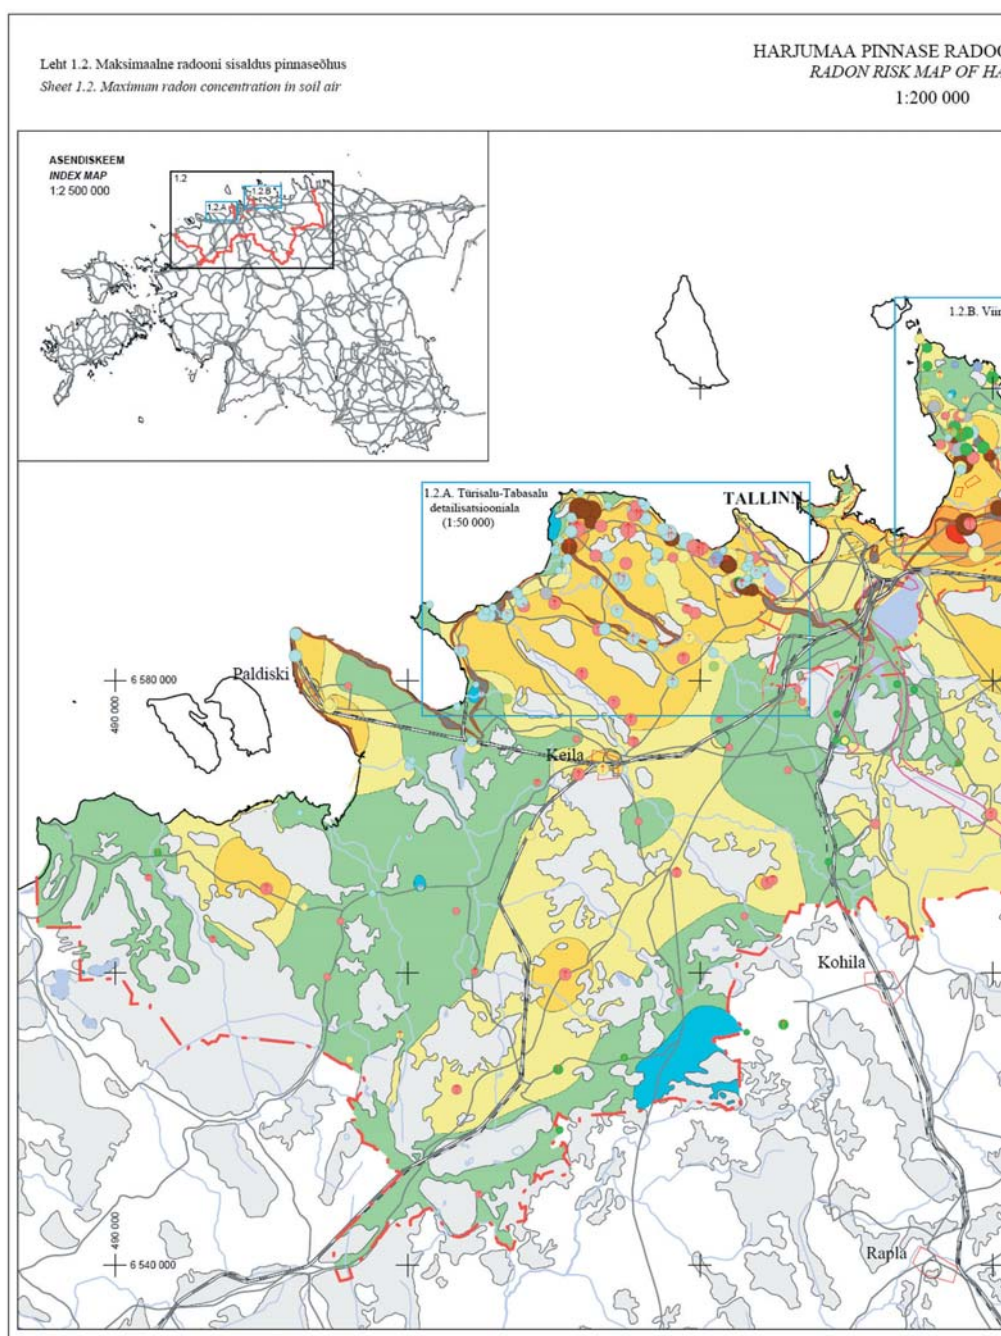 Leht 1.2. Maksimaalne radooni sisaldus pinnaseõhus
Sheet 1.2. Maximum radon concentration in soil air
HARJUMAA PINNASE RADOO
RADON RISK MAP OF HA
1:200 000
ASENDISKEEM
INDEX MAP
1:2 500 000
1.2
1.2.A
1.2.B
1.2.B. Viir
1.2.A. Türisalu-Tabasalu
detailisatsiooniala
(1:50 000)
TALLINN
Paldiski
6 580 000
490 000
Keila
Kohila
Rapla
490 000
6 540 000